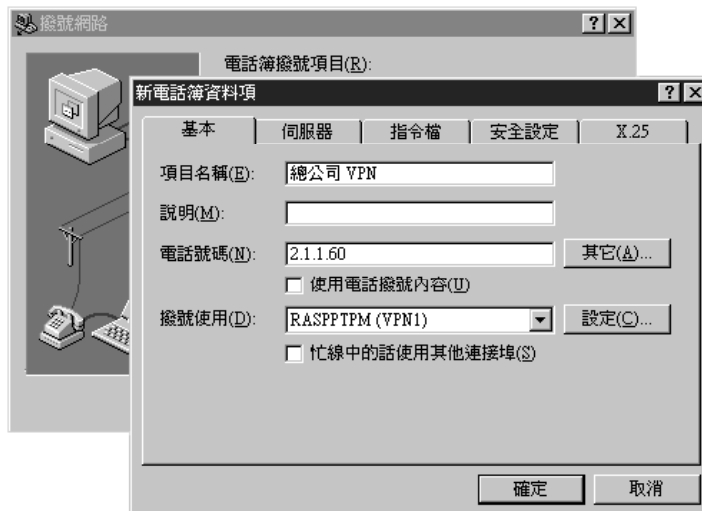 撥號網路
電話簿撥號項目(R):
新電話簿資料項
基本 伺服器 指令檔 安全設定 X.25
項目名稱(E): 總公司 VPN
說明(M):
電話號碼(N): 2.1.1.60 其它(A)...
使用電話撥號內容(U)
撥號使用(D): RASPPTPM (VPN1) 設定(C)...
忙線中的話使用其他連接埠(S)
確定 取消